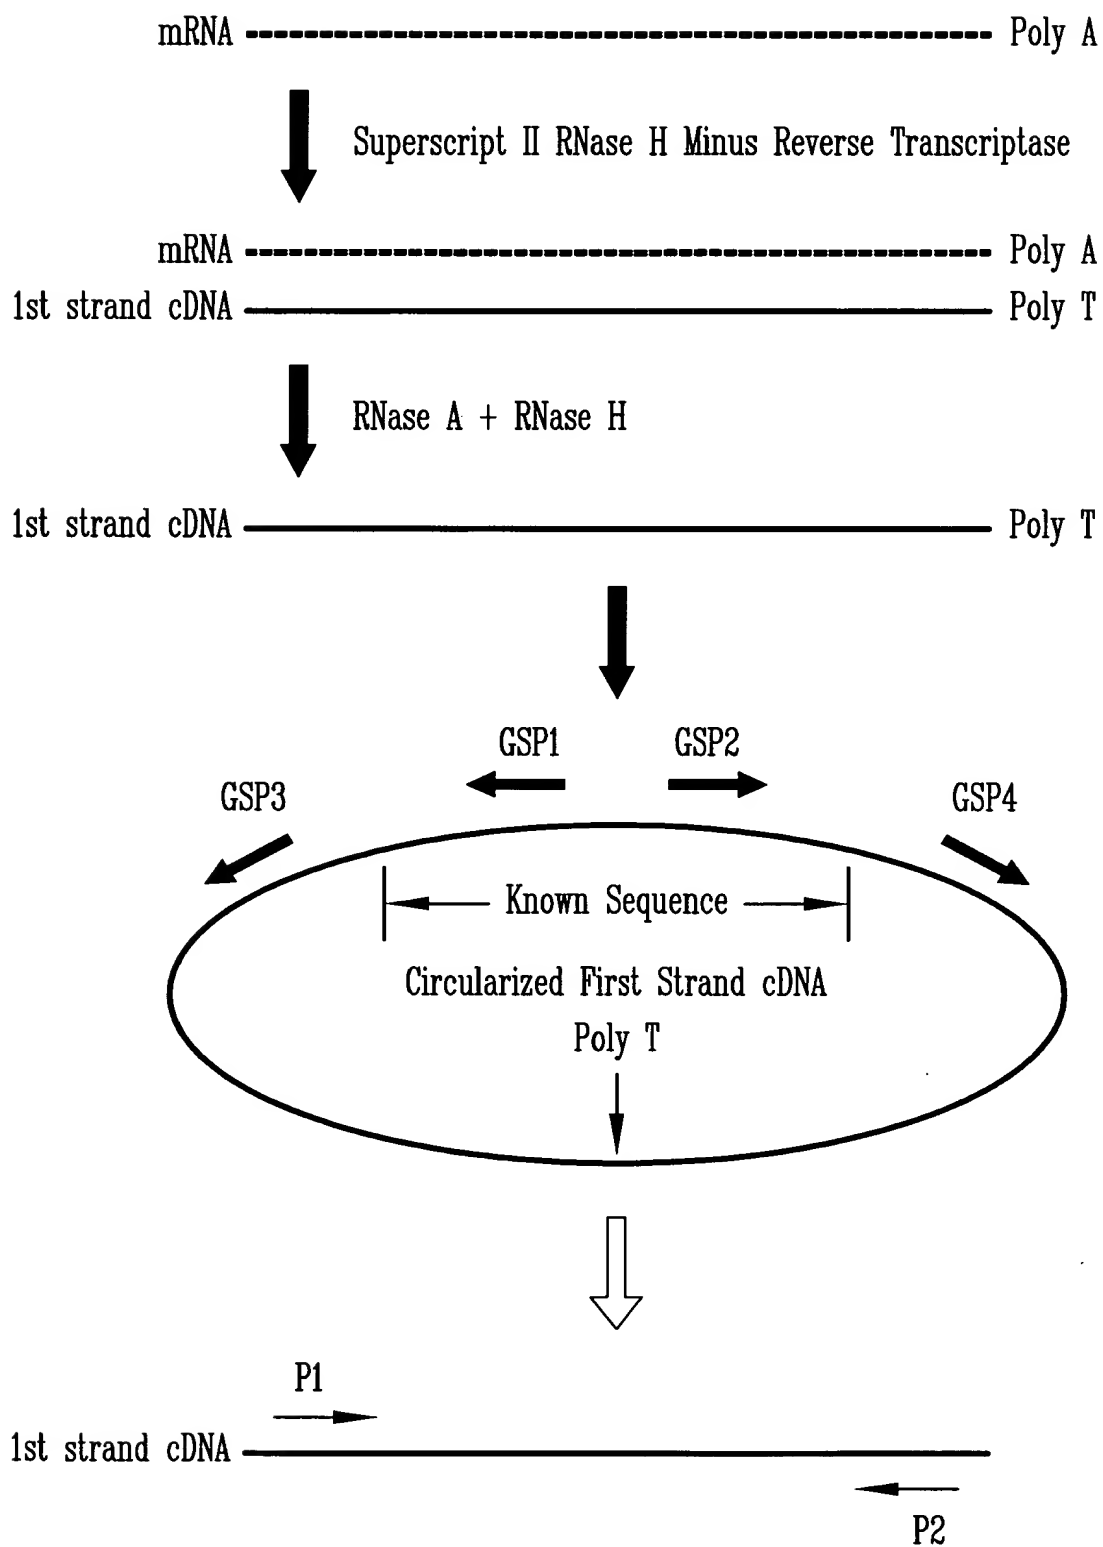 mRNA Poly A
Superscript II RNase H Minus Reverse Transcriptase
mRNA Poly A
1st strand cDNA Poly T
RNase A + RNase H
1st strand cDNA Poly T
GSP1 GSP2
GSP3 GSP4
Known Sequence
Circularized First Strand cDNA
Poly T
P1
1st strand cDNA
P2